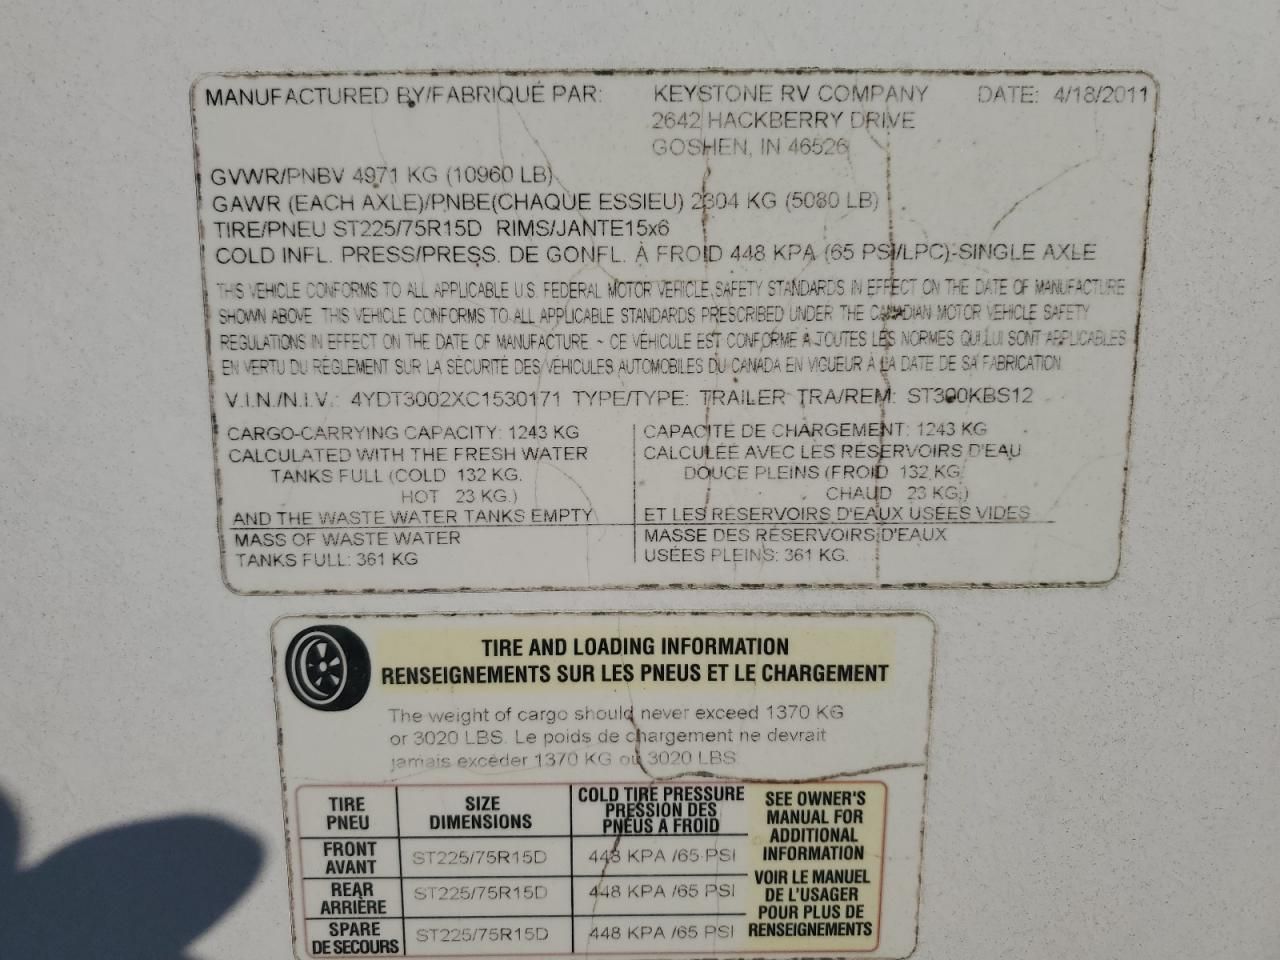 MANUFACTURED BY/FABRIQUÉ PAR: KEYSTONE RV COMPANY DATE: 4/18/2011
2642 HACKBERRY DRIVE
GOSHEN, IN 46526
GVWR/PNBV 4971 KG (10960 LB)
GAWR (EACH AXLE)/PNBE(CHAQUE ESSIEU) 2304 KG (5080 LB)
TIRE/PNEU ST225/75R15D RIMS/JANTE15x6
COLD INFL. PRESS/PRESS. DE GONFL. À FROID 448 KPA (65 PSI/LPC)-SINGLE AXLE
THIS VEHICLE CONFORMS TO ALL APPLICABLE U.S. FEDERAL MOTOR VEHICLE SAFETY STANDARDS IN EFFECT ON THE DATE OF MANUFACTURE
SHOWN ABOVE. THIS VEHICLE CONFORMS TO ALL APPLICABLE STANDARDS PRESCRIBED UNDER THE CANADIAN MOTOR VEHICLE SAFETY
REGULATIONS IN EFFECT ON THE DATE OF MANUFACTURE. ~ CE VÉHICULE EST CONFORME À TOUTES LES NORMES QUI LUI SONT APPLICABLES
EN VERTU DU RÈGLEMENT SUR LA SÉCURITÉ DES VÉHICULES AUTOMOBILES DU CANADA EN VIGUEUR À LA DATE DE SA FABRICATION
V.I.N./N.I.V.: 4YDT3002XC1530171 TYPE/TYPE: TRAILER TRA/REM: ST300KBS12
CARGO-CARRYING CAPACITY: 1243 KG
CALCULATED WITH THE FRESH WATER
TANKS FULL (COLD 132 KG.
HOT 23 KG.)
AND THE WASTE WATER TANKS EMPTY
MASS OF WASTE WATER
TANKS FULL: 361 KG
CAPACITÉ DE CHARGEMENT: 1243 KG
CALCULÉE AVEC LES RÉSERVOIRS D'EAU
DOUCE PLEINS (FROID 132 KG.
CHAUD 23 KG.)
ET LES RÉSERVOIRS D'EAUX USÉES VIDES
MASSE DES RÉSERVOIRS D'EAUX
USÉES PLEINS: 361 KG.
TIRE AND LOADING INFORMATION
RENSEIGNEMENTS SUR LES PNEUS ET LE CHARGEMENT
The weight of cargo should never exceed 1370 KG
or 3020 LBS. Le poids de chargement ne devrait
jamais excéder 1370 KG ou 3020 LBS.
TIRE
PNEU
SIZE
DIMENSIONS
COLD TIRE PRESSURE
PRESSION DES
PNEUS A FROID
FRONT
AVANT
ST225/75R15D
448 KPA /65 PSI
REAR
ARRIÈRE
ST225/75R15D
448 KPA /65 PSI
SPARE
DE SECOURS
ST225/75R15D
448 KPA /65 PSI
SEE OWNER'S
MANUAL FOR
ADDITIONAL
INFORMATION
VOIR LE MANUEL
DE L'USAGER
POUR PLUS DE
RENSEIGNEMENTS